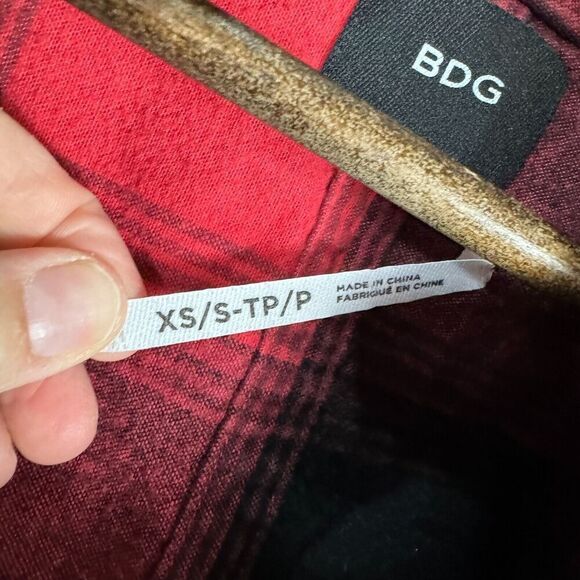 BDG
XS/S-TP/P
MADE IN CHINA
FABRIQUÉ EN CHINE